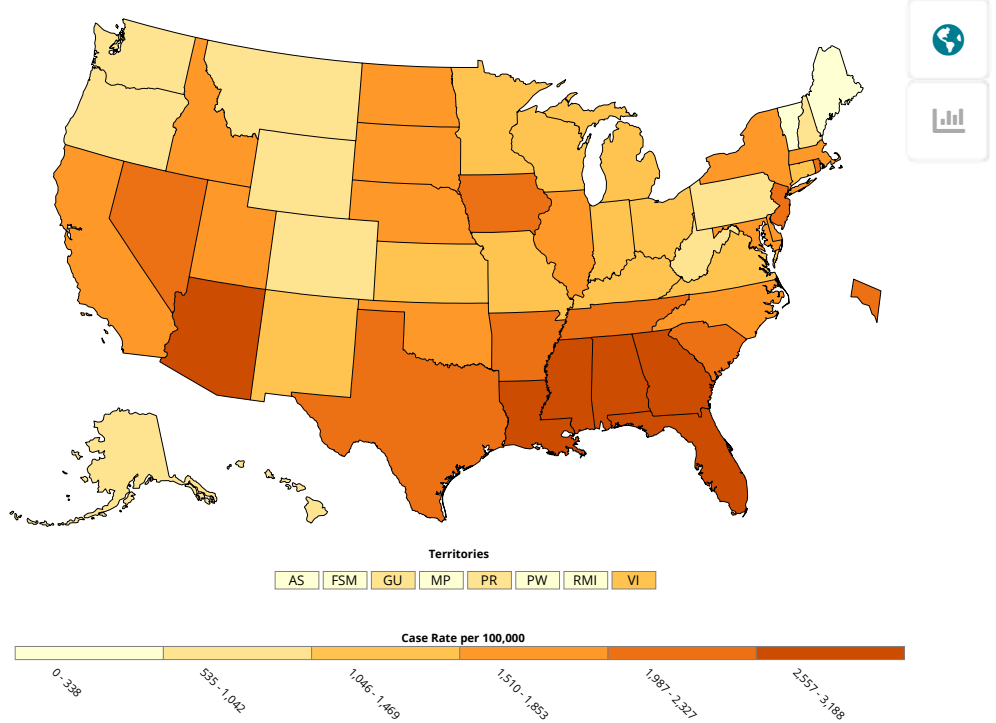 Territories
AS FSM GU MP PR PW RMI VI
Case Rate per 100,000
0 - 338
535 - 1,042
1,046 - 1,469
1,510 - 1,853
1,987 - 2,327
2,557 - 3,188